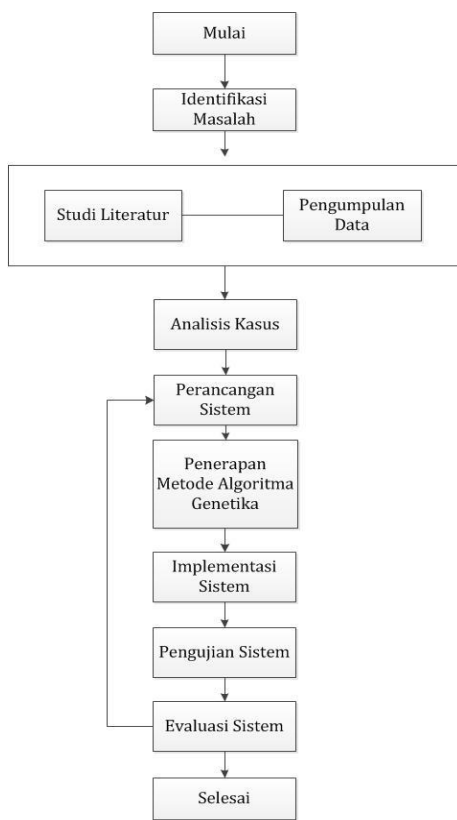 Mulai
Identifikasi
Masalah
Studi Literatur
Pengumpulan
Data
Analisis Kasus
Perancangan
Sistem
Penerapan
Metode Algoritma
Genetika
Implementasi
Sistem
Pengujian Sistem
Evaluasi Sistem
Selesai